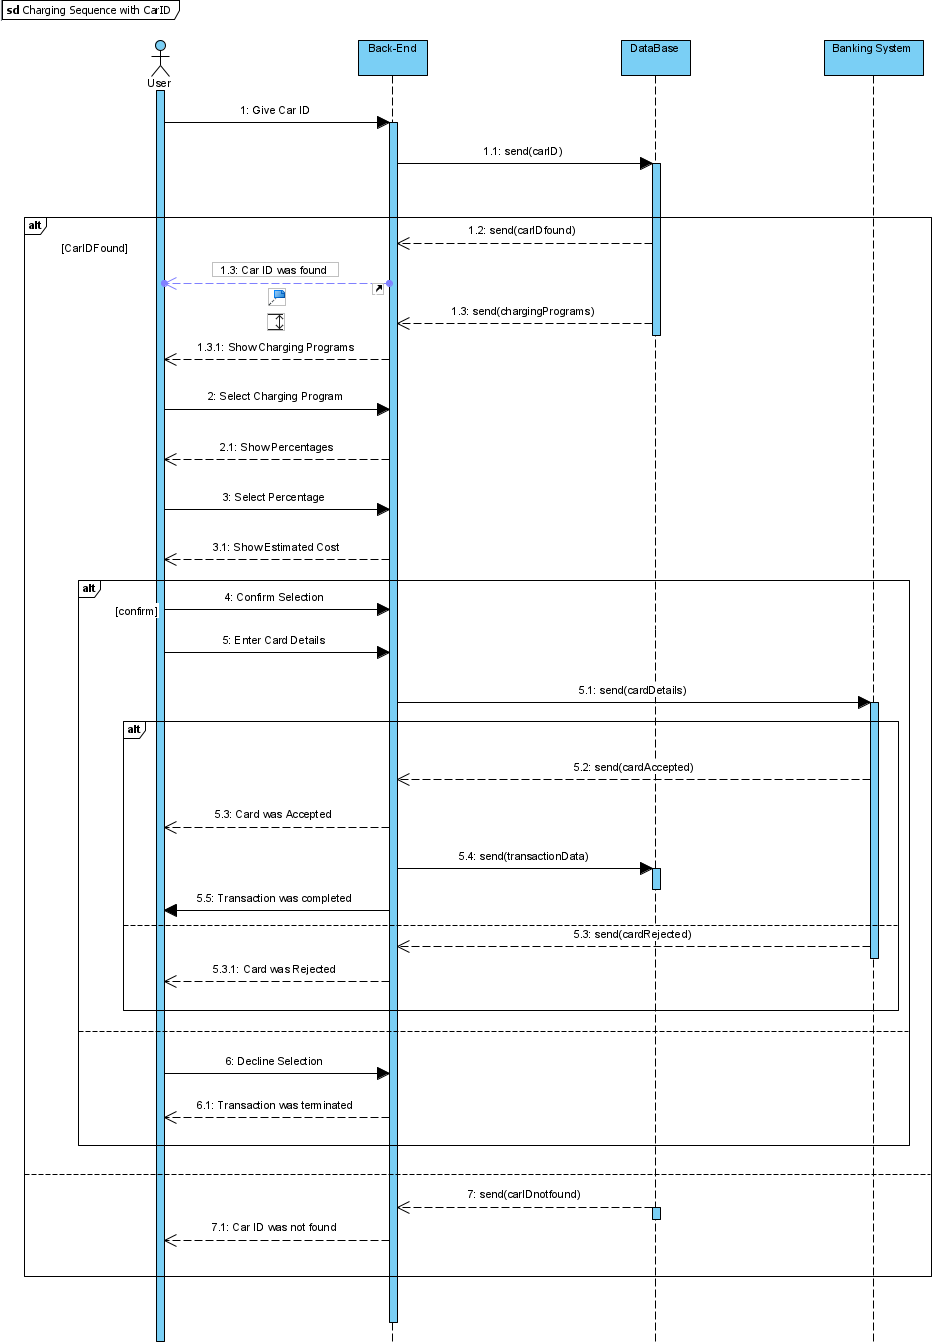 sd Charging Sequence with CarID
Back-End
DataBase
Banking System
User
1: Give Car ID
1.1: send(carID)
alt
[CarIDFound]
1.2: send(carIDfound)
1.3: Car ID was found
1.3: send(chargingPrograms)
1.3.1: Show Charging Programs
2: Select Charging Program
2.1: Show Percentages
3: Select Percentage
3.1: Show Estimated Cost
alt
[confirm]
4: Confirm Selection
5: Enter Card Details
5.1: send(cardDetails)
alt
5.2: send(cardAccepted)
5.3: Card was Accepted
5.4: send(transactionData)
5.5: Transaction was completed
5.3: send(cardRejected)
5.3.1: Card was Rejected
6: Decline Selection
6.1: Transaction was terminated
7: send(carIDnotfound)
7.1: Car ID was not found